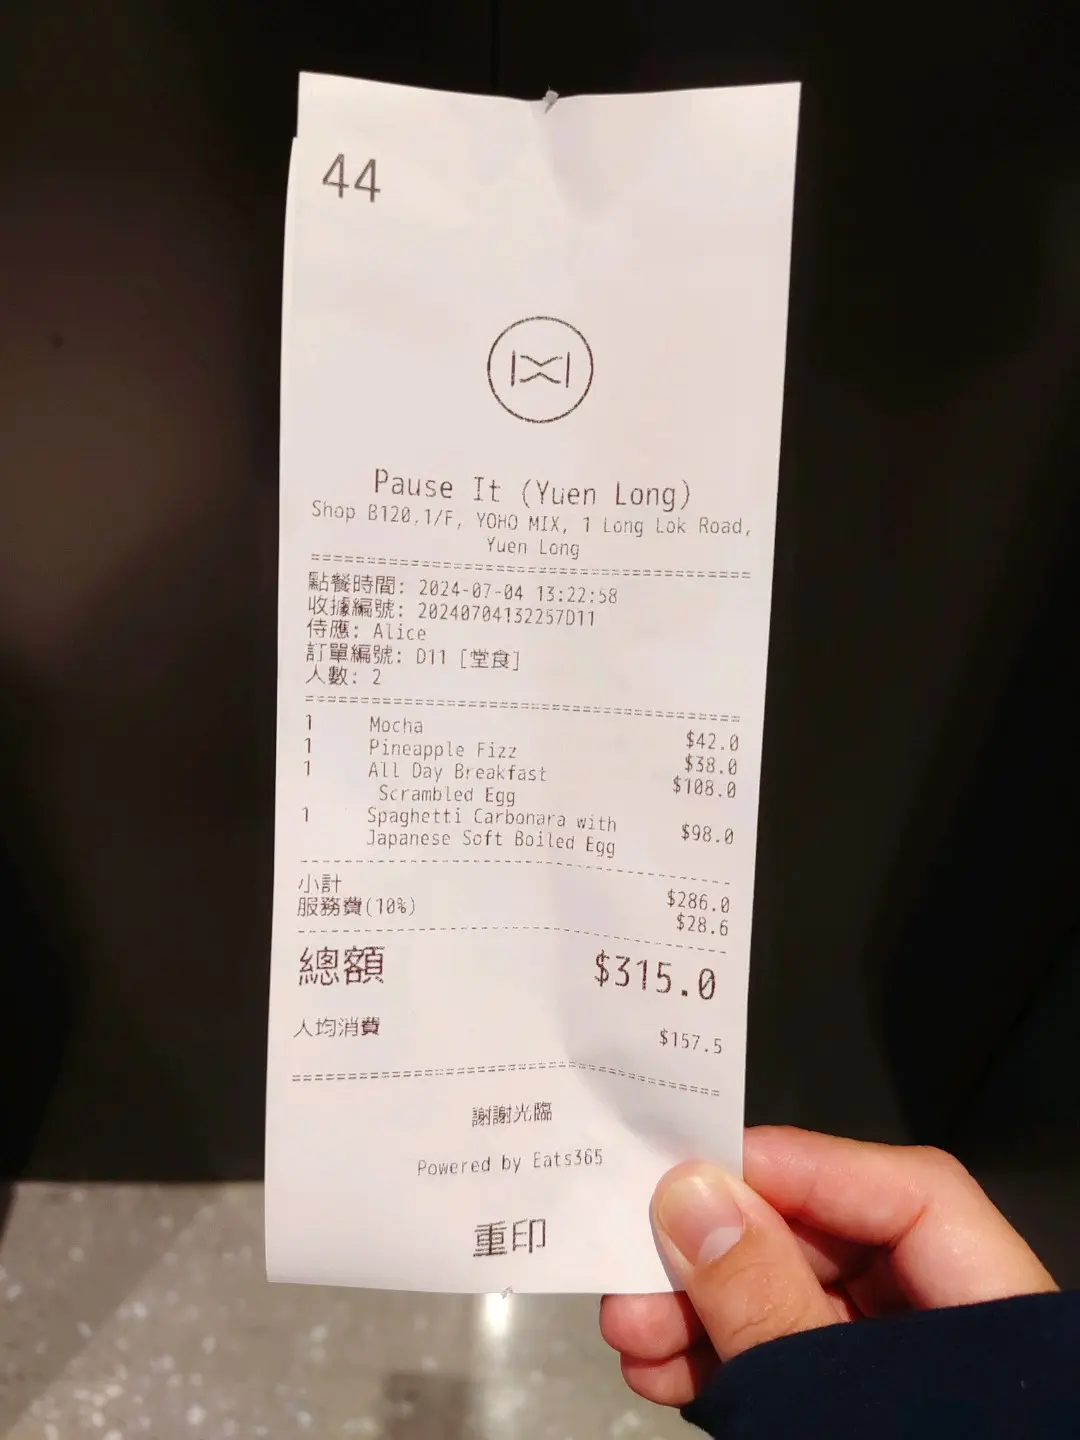 44
Pause It (Yuen Long)
Shop B120,1/F, YOHO MIX, 1 Long Lok Road,
Yuen Long
點餐時間: 2024-07-04 13:22:58
收據編號: 20240704132257D11
侍應: Alice
訂單編號: D11 [堂食]
人數: 2
1 Mocha $42.0
1 Pineapple Fizz $38.0
1 All Day Breakfast $108.0
Scrambled Egg
1 Spaghetti Carbonara with $98.0
Japanese Soft Boiled Egg
小計 $286.0
服務費(10%) $28.6
總額 $315.0
人均消費 $157.5
謝謝光臨
Powered by Eats365
重印